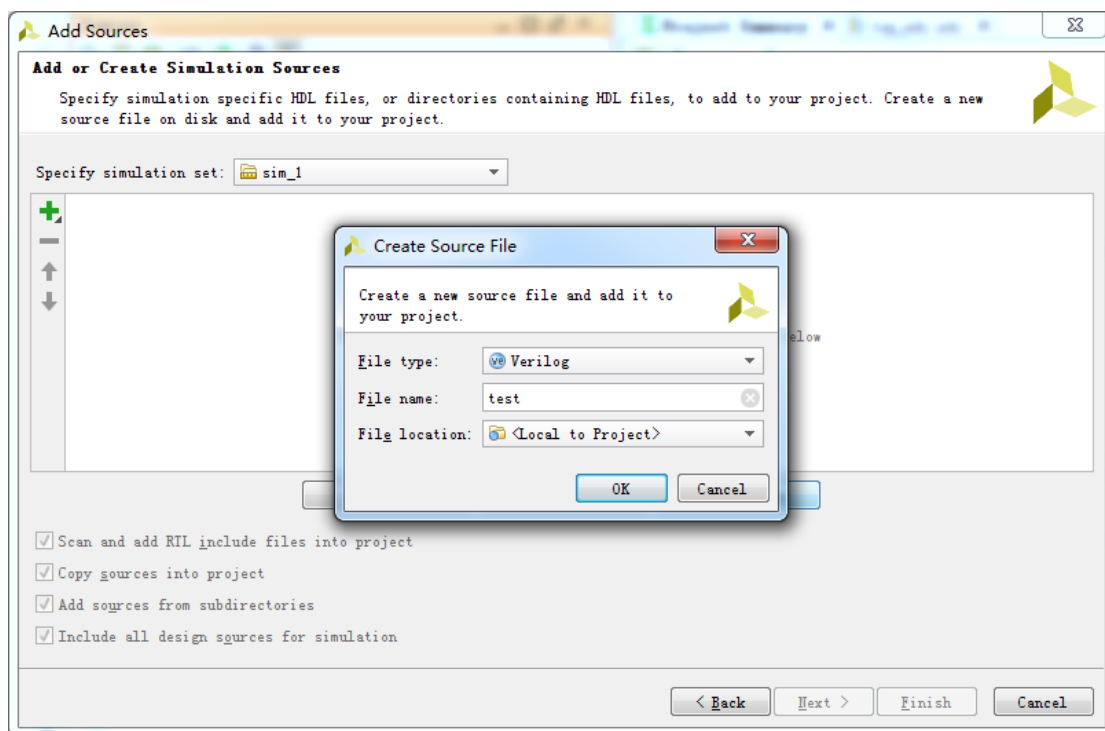 Add Sources
Add or Create Simulation Sources
Specify simulation specific HDL files, or directories containing HDL files, to add to your project. Create a new
source file on disk and add it to your project.
Specify simulation set: sim_1
Create Source File
Create a new source file and add it to
your project.
elow
File type: Verilog
File name: test
File location: <Local to Project>
OK Cancel
Scan and add RTL include files into project
Copy sources into project
Add sources from subdirectories
Include all design sources for simulation
< Back Next > Finish Cancel